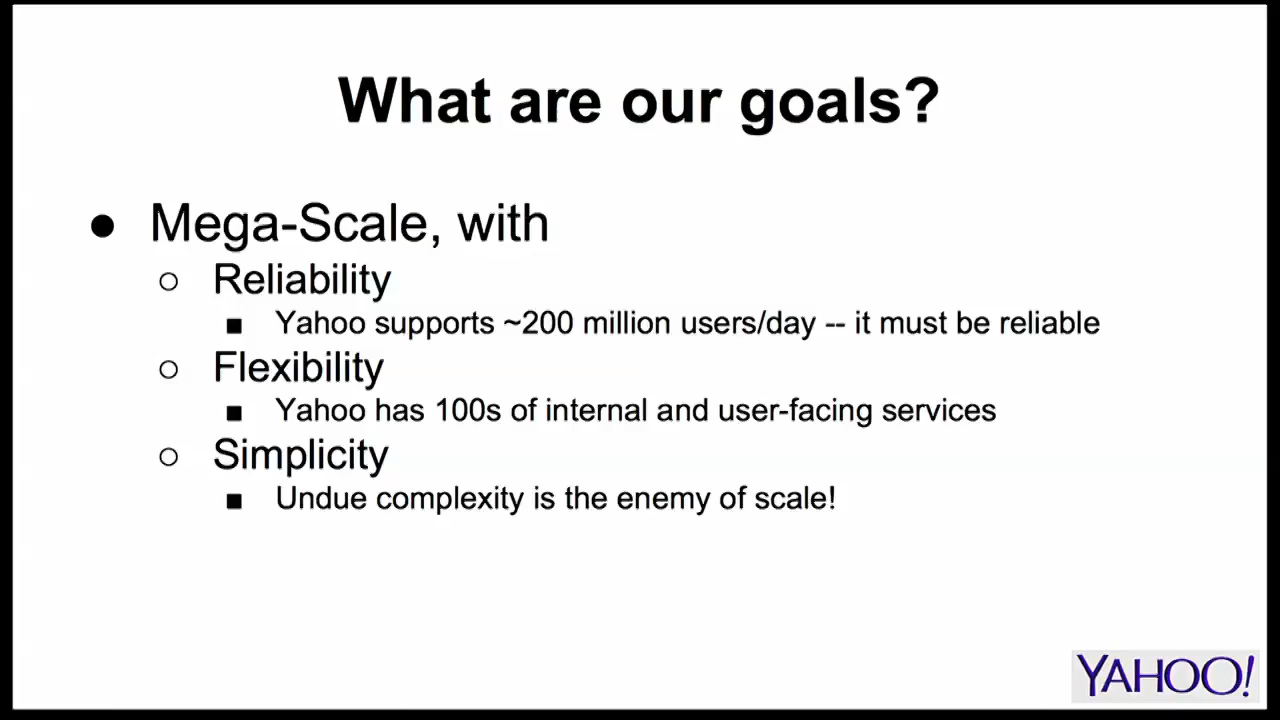 What are our goals?
● Mega-Scale, with
○ Reliability
■ Yahoo supports ~200 million users/day -- it must be reliable
○ Flexibility
■ Yahoo has 100s of internal and user-facing services
○ Simplicity
■ Undue complexity is the enemy of scale!
YAHOO!